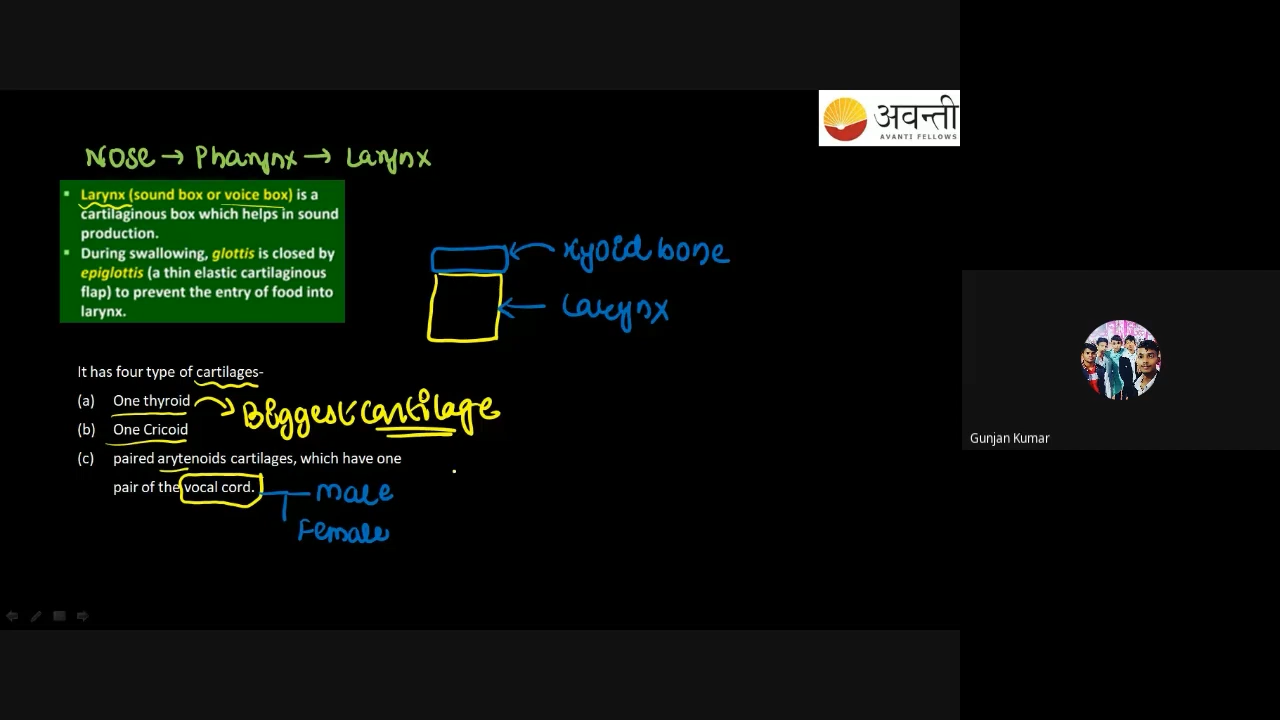 अवन्ती
AVANTI FELLOWS
Nose → Pharynx → Larynx
▪ Larynx (sound box or voice box) is a
cartilaginous box which helps in sound
production.
▪ During swallowing, glottis is closed by
epiglottis (a thin elastic cartilaginous
flap) to prevent the entry of food into
larynx.
xyoid bone
Larynx
It has four type of cartilages-
(a) One thyroid → Biggest cartilage
(b) One Cricoid
(c) paired arytenoids cartilages, which have one
pair of the vocal cord.
male
Female
Gunjan Kumar